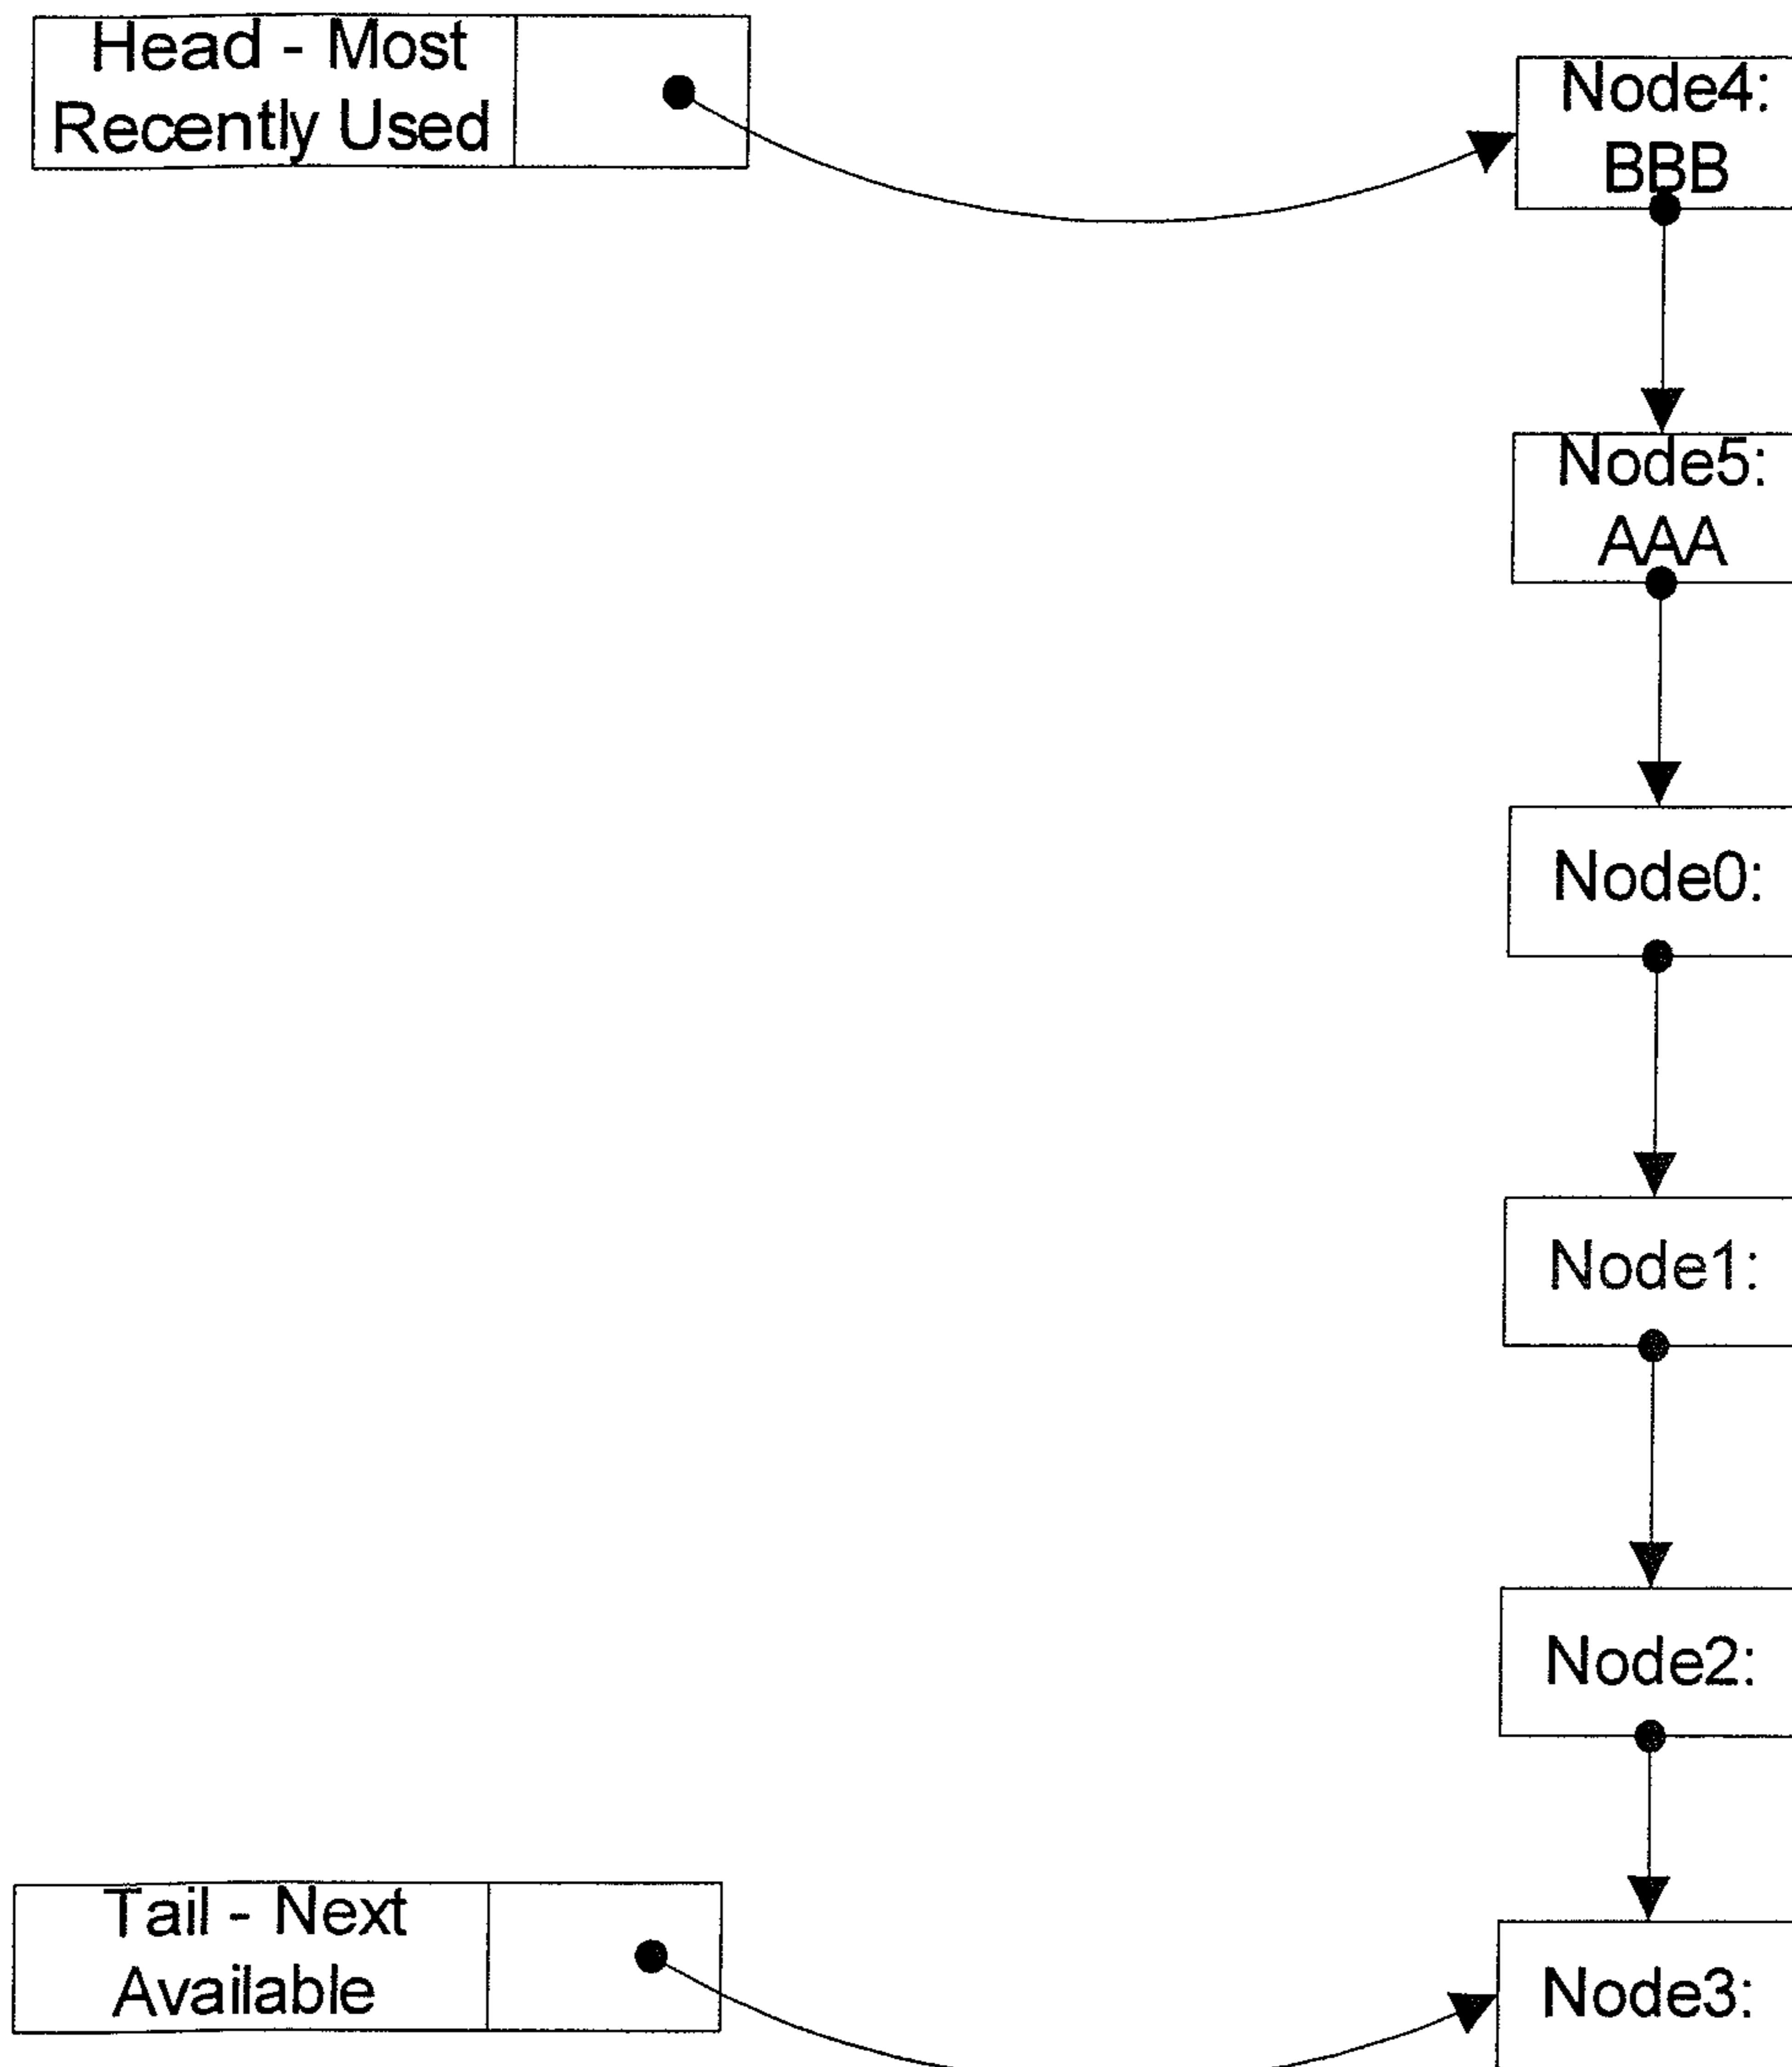 Head - Most
Recently Used
Node4:
BBB
Node5:
AAA
Node0:
Node1:
Node2:
Tail - Next
Available
Node3: